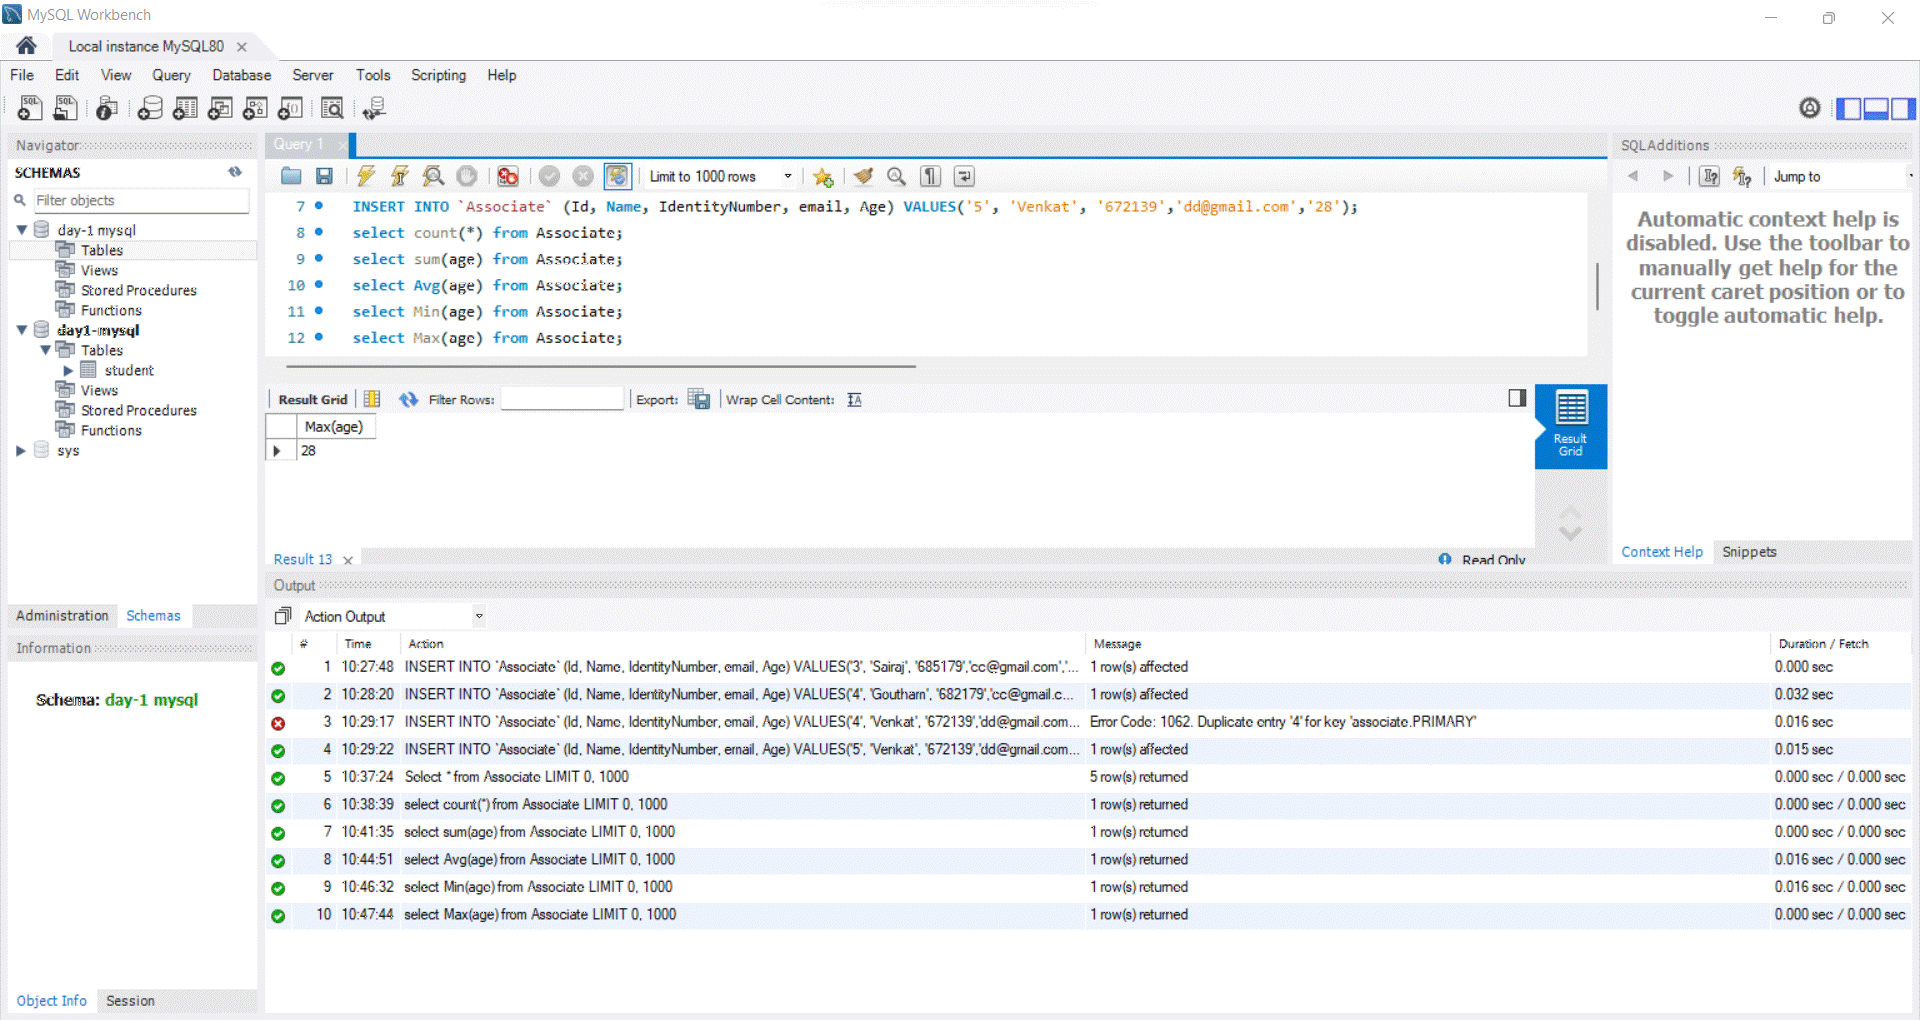 MySQL Workbench
Local instance MySQL80
File Edit View Query Database Server Tools Scripting Help
Navigator
SCHEMAS
Filter objects
day-1 mysql
Tables
Views
Stored Procedures
Functions
day1-mysql
Tables
student
Views
Stored Procedures
Functions
sys
Administration Schemas
Information
Schema: day-1 mysql
Object Info Session
Query 1
Limit to 1000 rows
7 INSERT INTO `Associate` (Id, Name, IdentityNumber, email, Age) VALUES('5', 'Venkat', '672139','dd@gmail.com','28');
8 select count(*) from Associate;
9 select sum(age) from Associate;
10 select Avg(age) from Associate;
11 select Min(age) from Associate;
12 select Max(age) from Associate;
Result Grid Filter Rows: Export: Wrap Cell Content:
Max(age)
28
Result Grid
Result 13
Read Only
SQLAdditions
Jump to
Automatic context help is
disabled. Use the toolbar to
manually get help for the
current caret position or to
toggle automatic help.
Context Help Snippets
Output
Action Output
# Time Action Message Duration / Fetch
1 10:27:48 INSERT INTO `Associate` (Id, Name, IdentityNumber, email, Age) VALUES('3', 'Sairaj', '685179','cc@gmail.com','... 1 row(s) affected 0.000 sec
2 10:28:20 INSERT INTO `Associate` (Id, Name, IdentityNumber, email, Age) VALUES('4', 'Goutham', '682179','cc@gmail.c... 1 row(s) affected 0.032 sec
3 10:29:17 INSERT INTO `Associate` (Id, Name, IdentityNumber, email, Age) VALUES('4', 'Venkat', '672139','dd@gmail.com... Error Code: 1062. Duplicate entry '4' for key 'associate.PRIMARY' 0.016 sec
4 10:29:22 INSERT INTO `Associate` (Id, Name, IdentityNumber, email, Age) VALUES('5', 'Venkat', '672139','dd@gmail.com... 1 row(s) affected 0.015 sec
5 10:37:24 Select * from Associate LIMIT 0, 1000 5 row(s) returned 0.000 sec / 0.000 sec
6 10:38:39 select count(*) from Associate LIMIT 0, 1000 1 row(s) returned 0.000 sec / 0.000 sec
7 10:41:35 select sum(age) from Associate LIMIT 0, 1000 1 row(s) returned 0.000 sec / 0.000 sec
8 10:44:51 select Avg(age) from Associate LIMIT 0, 1000 1 row(s) returned 0.016 sec / 0.000 sec
9 10:46:32 select Min(age) from Associate LIMIT 0, 1000 1 row(s) returned 0.016 sec / 0.000 sec
10 10:47:44 select Max(age) from Associate LIMIT 0, 1000 1 row(s) returned 0.000 sec / 0.000 sec